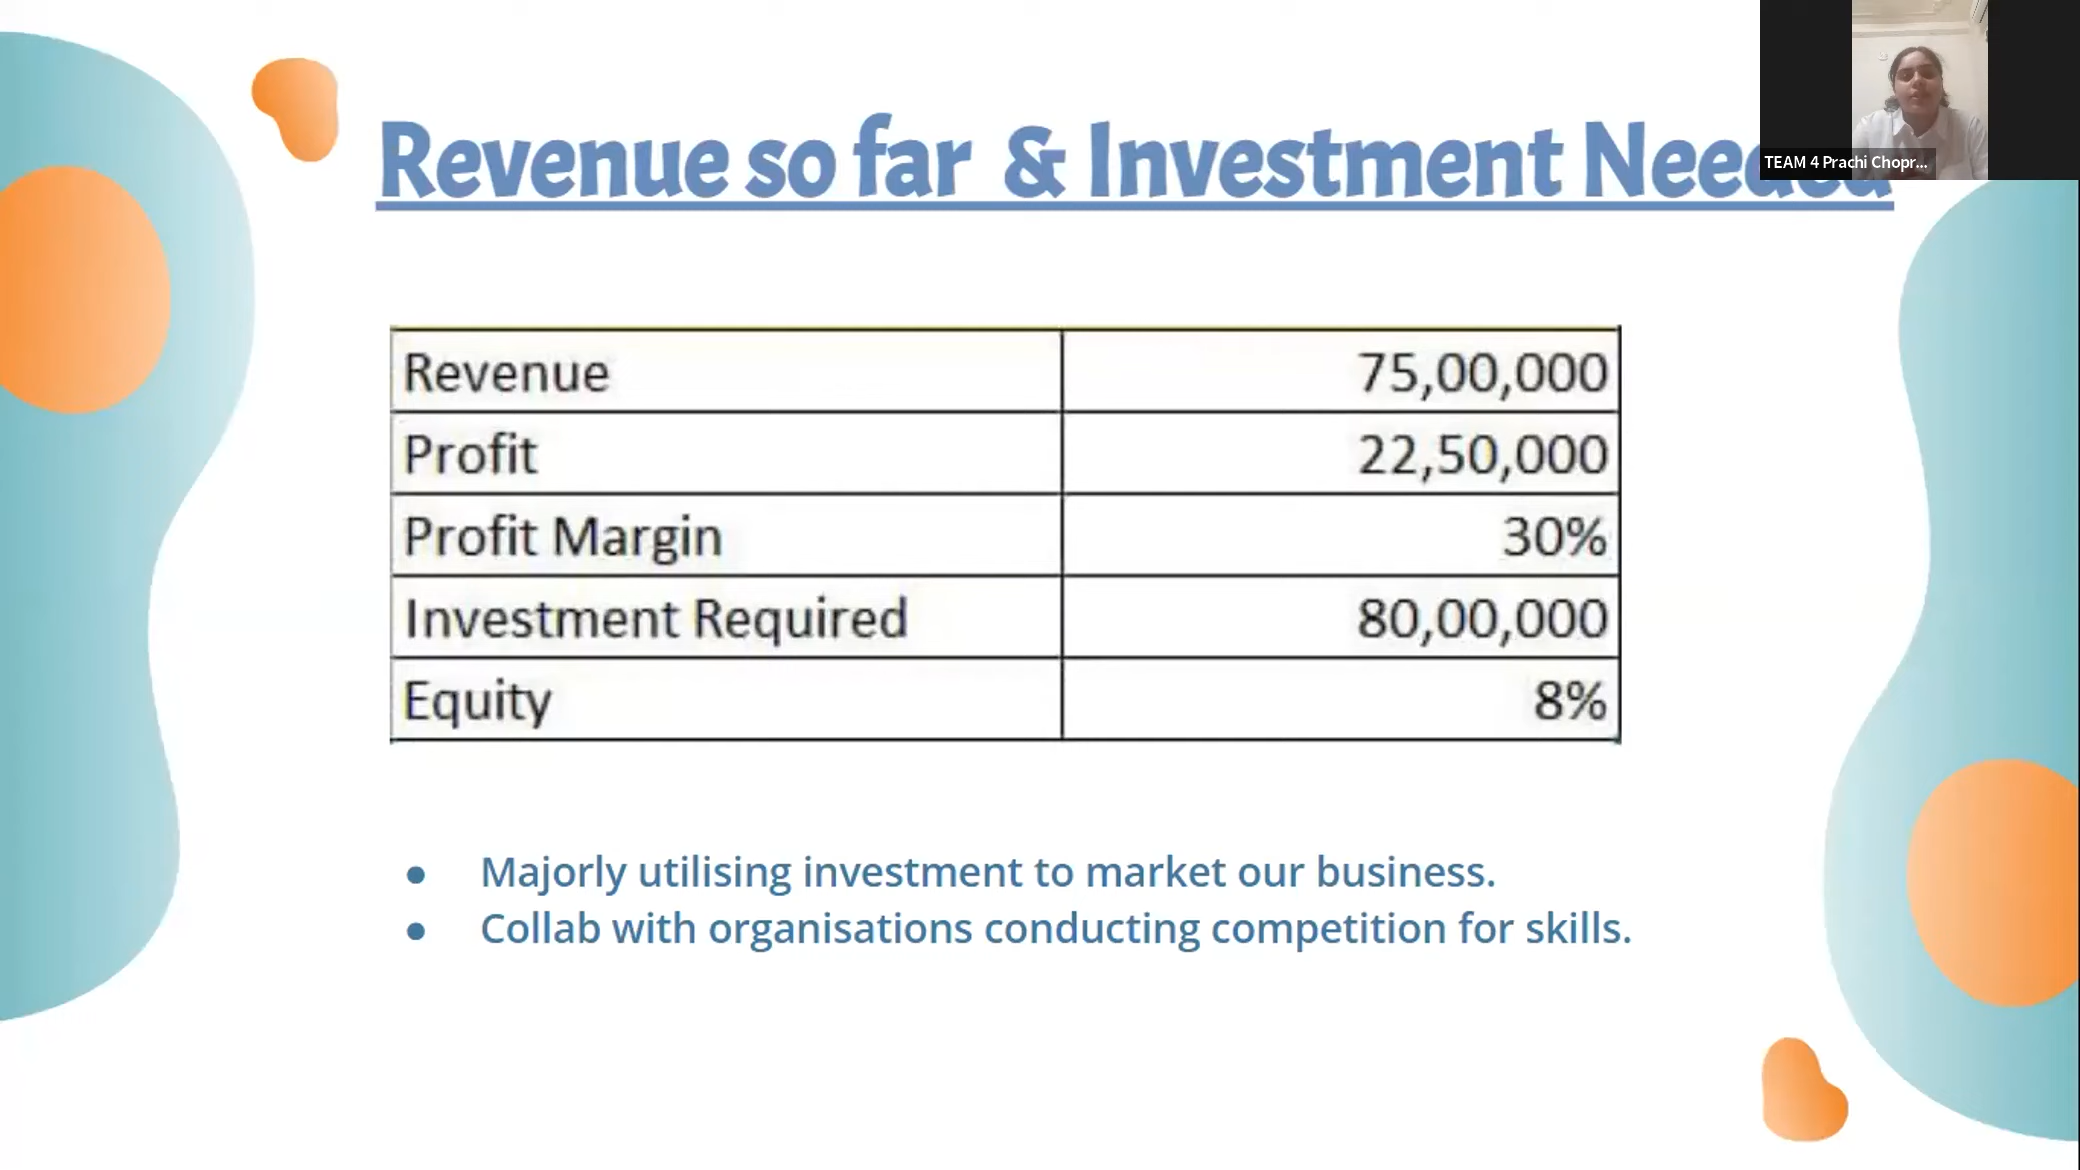 Revenue so far & Investment Needed
TEAM 4 Prachi Chopr...
Revenue 75,00,000
Profit 22,50,000
Profit Margin 30%
Investment Required 80,00,000
Equity 8%
● Majorly utilising investment to market our business.
● Collab with organisations conducting competition for skills.